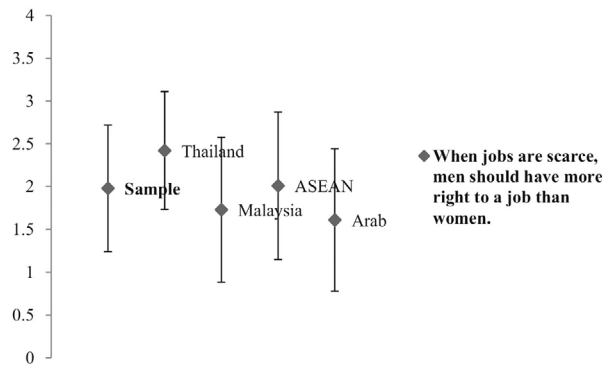 4
3.5
3
2.5
2
1.5
1
0.5
0
Thailand
Sample
ASEAN
Malaysia
Arab
When jobs are scarce,
men should have more
right to a job than
women.